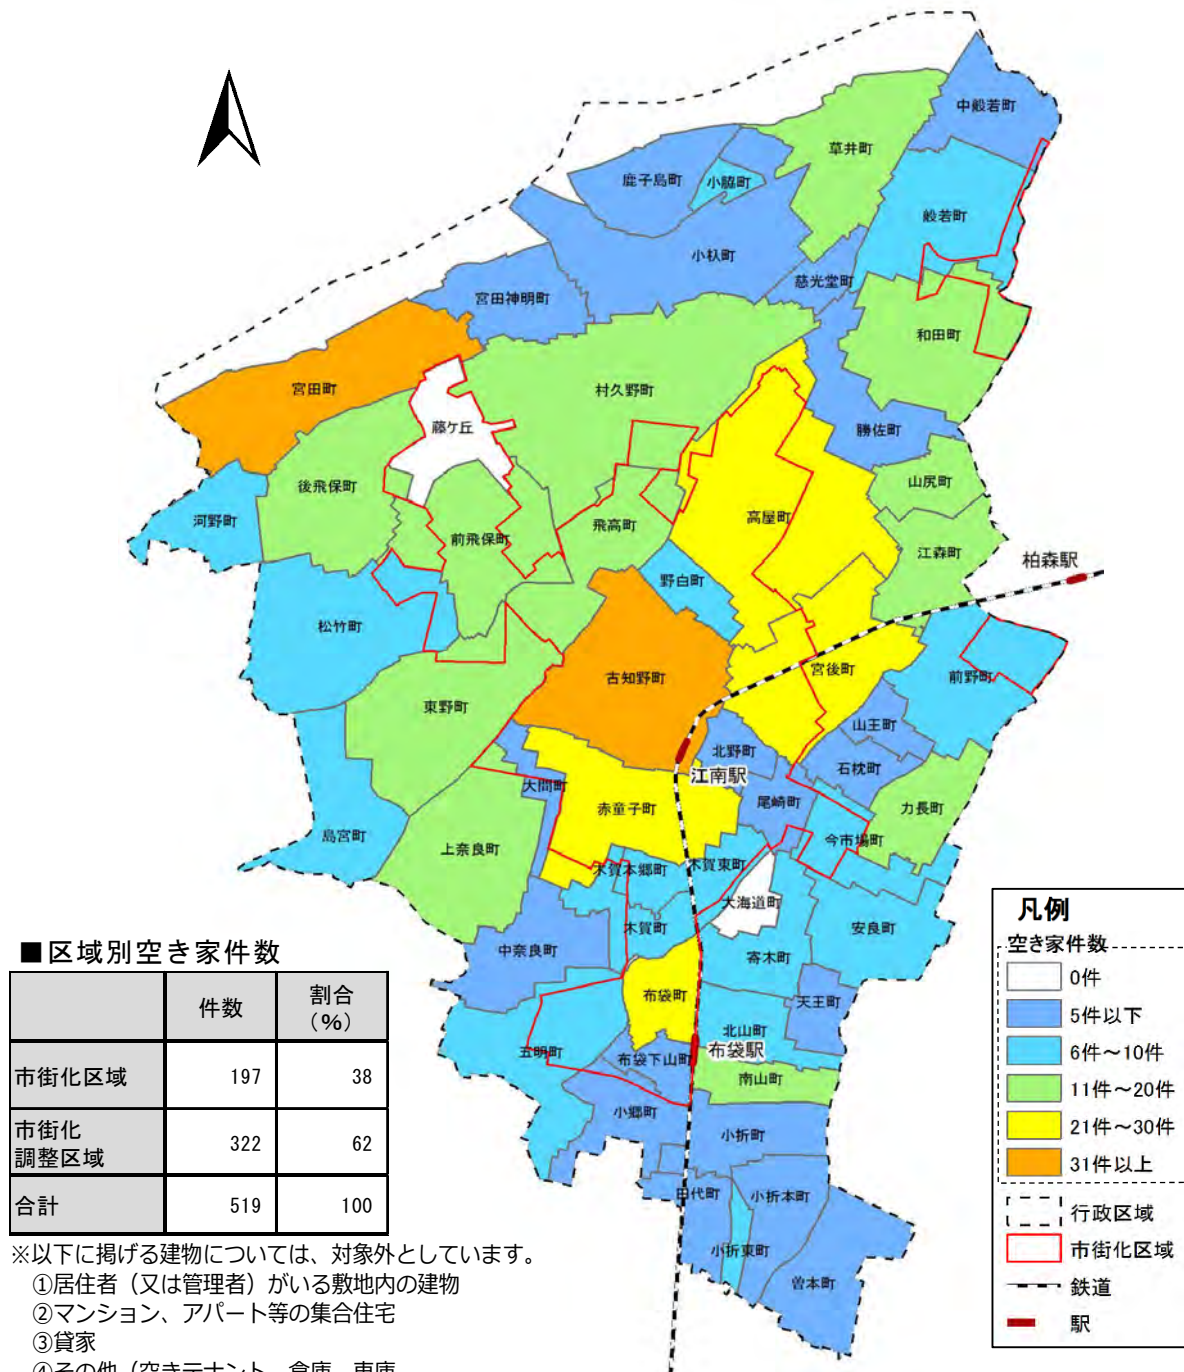 中般若町
草井町
鹿子島町
小脇町
般若町
小杁町
慈光堂町
宮田神明町
和田町
宮田町
村久野町
藤ケ丘
勝佐町
後飛保町
山尻町
河野町
前飛保町
飛高町
高屋町
江森町
柏森駅
野白町
松竹町
古知野町
宮後町
前野町
東野町
山王町
北野町
江南駅
石枕町
大間町
赤童子町
尾崎町
力長町
島宮町
上奈良町
今市場町
木賀本郷町
木賀東町
大海道町
木賀町
安良町
中奈良町
寄木町
布袋町
天王町
北山町
五明町
布袋下山町
布袋駅
南山町
小郷町
小折町
田代町
小折本町
小折東町
曽本町
■区域別空き家件数
件数 割合（%）
市街化区域 197 38
市街化調整区域 322 62
合計 519 100
※以下に掲げる建物については、対象外としています。
①居住者（又は管理者）がいる敷地内の建物
②マンション、アパート等の集合住宅
③貸家
④その他（空きテナント、倉庫、車庫
凡例
空き家件数
0件
5件以下
6件～10件
11件～20件
21件～30件
31件以上
行政区域
市街化区域
鉄道
駅